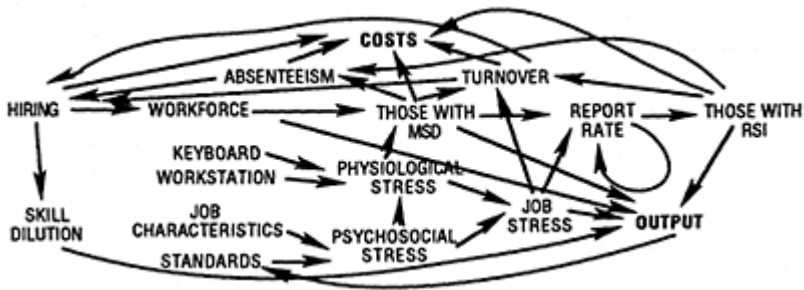 COSTS
ABSENTEEISM
TURNOVER
HIRING
WORKFORCE
THOSE WITH
MSD
REPORT
RATE
THOSE WITH
RSI
KEYBOARD
WORKSTATION
PHYSIOLOGICAL
STRESS
SKILL
DILUTION
JOB
CHARACTERISTICS
STANDARDS
PSYCHOSOCIAL
STRESS
JOB
STRESS
OUTPUT